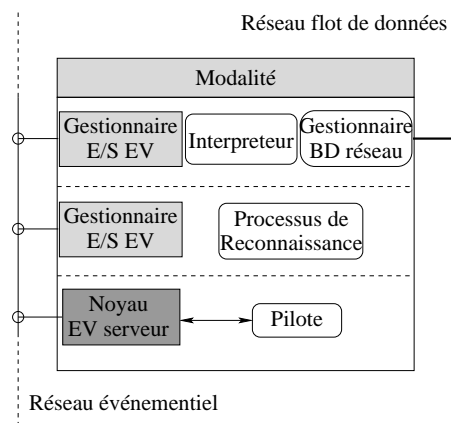 Réseau flot de données
Modalité
Gestionnaire
E/S EV
Interpreteur
Gestionnaire
BD réseau
Gestionnaire
E/S EV
Processus de
Reconnaissance
Noyau
EV serveur
Pilote
Réseau événementiel